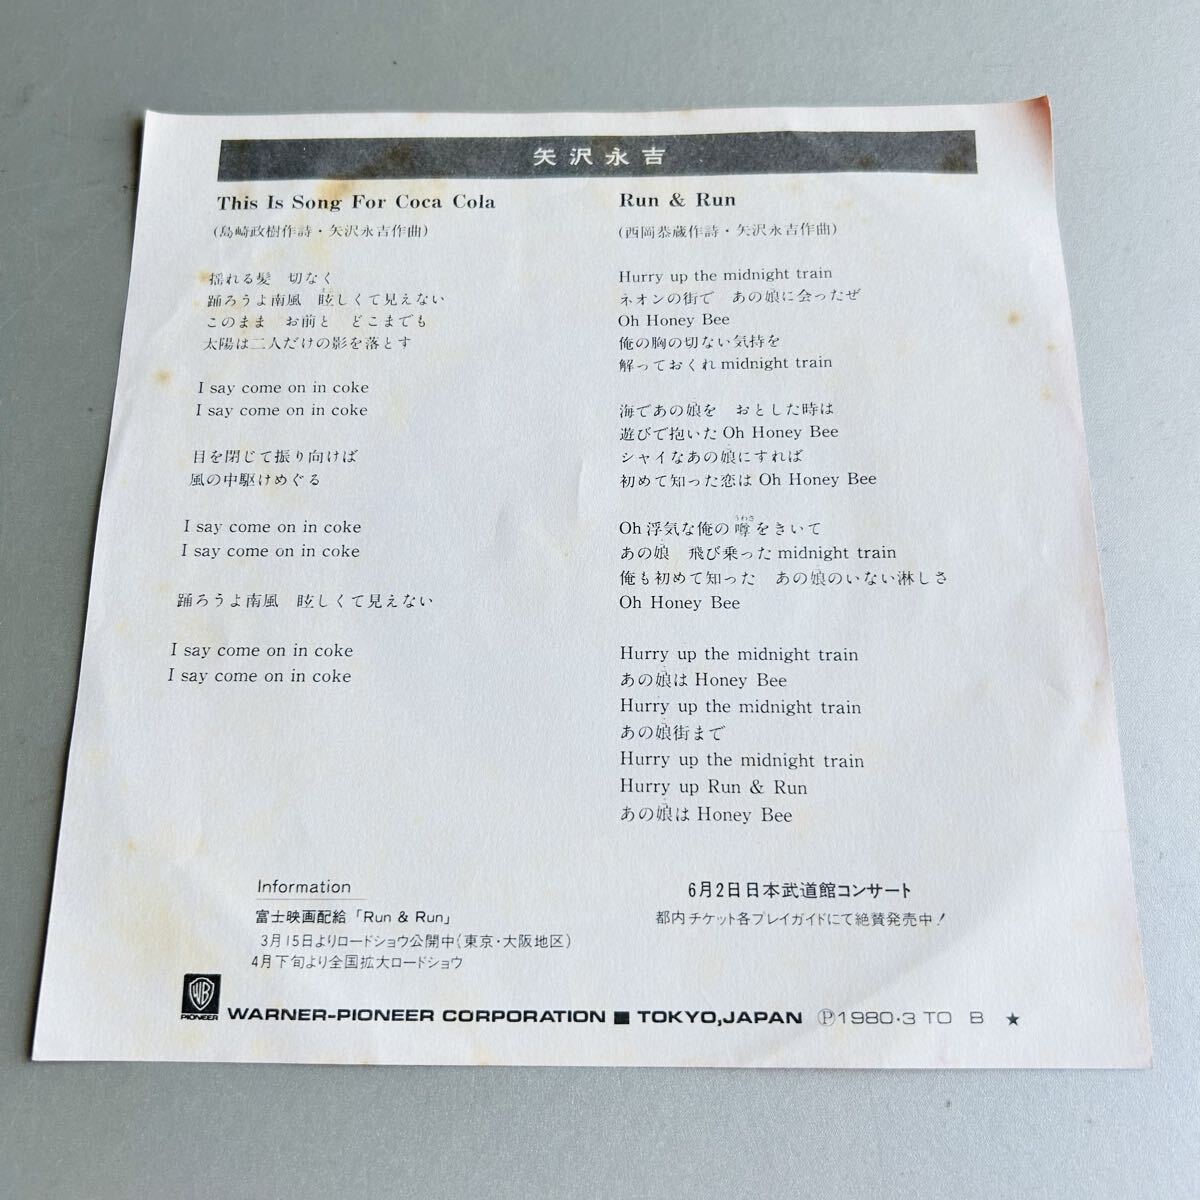 矢沢永吉
This Is Song For Coca Cola
(島崎政樹作詩・矢沢永吉作曲)
揺れる髪　切なく
踊ろうよ南風　眩しくて見えない
このまま　お前と　どこまでも
太陽は二人だけの影を落とす
I say come on in coke
I say come on in coke
目を閉じて振り向けば
風の中駆けめぐる
I say come on in coke
I say come on in coke
踊ろうよ南風　眩しくて見えない
I say come on in coke
I say come on in coke
Run & Run
(西岡恭蔵作詩・矢沢永吉作曲)
Hurry up the midnight train
ネオンの街で　あの娘に会ったぜ
Oh Honey Bee
俺の胸の切ない気持を
解っておくれ midnight train
海であの娘を　おとした時は
遊びで抱いた Oh Honey Bee
シャイなあの娘にすれば
初めて知った恋は Oh Honey Bee
うわさ
Oh 浮気な俺の噂をきいて
あの娘　飛び乗った midnight train
俺も初めて知った　あの娘のいない淋しさ
Oh Honey Bee
Hurry up the midnight train
あの娘は Honey Bee
Hurry up the midnight train
あの娘街まで
Hurry up the midnight train
Hurry up Run & Run
あの娘は Honey Bee
Information
富士映画配給「Run & Run」
3月15日よりロードショウ公開中(東京・大阪地区)
4月下旬より全国拡大ロードショウ
6月2日日本武道館コンサート
都内チケット各プレイガイドにて絶賛発売中!
WB
PIONEER
WARNER-PIONEER CORPORATION ■ TOKYO, JAPAN Ⓟ1980・3 TO B ★